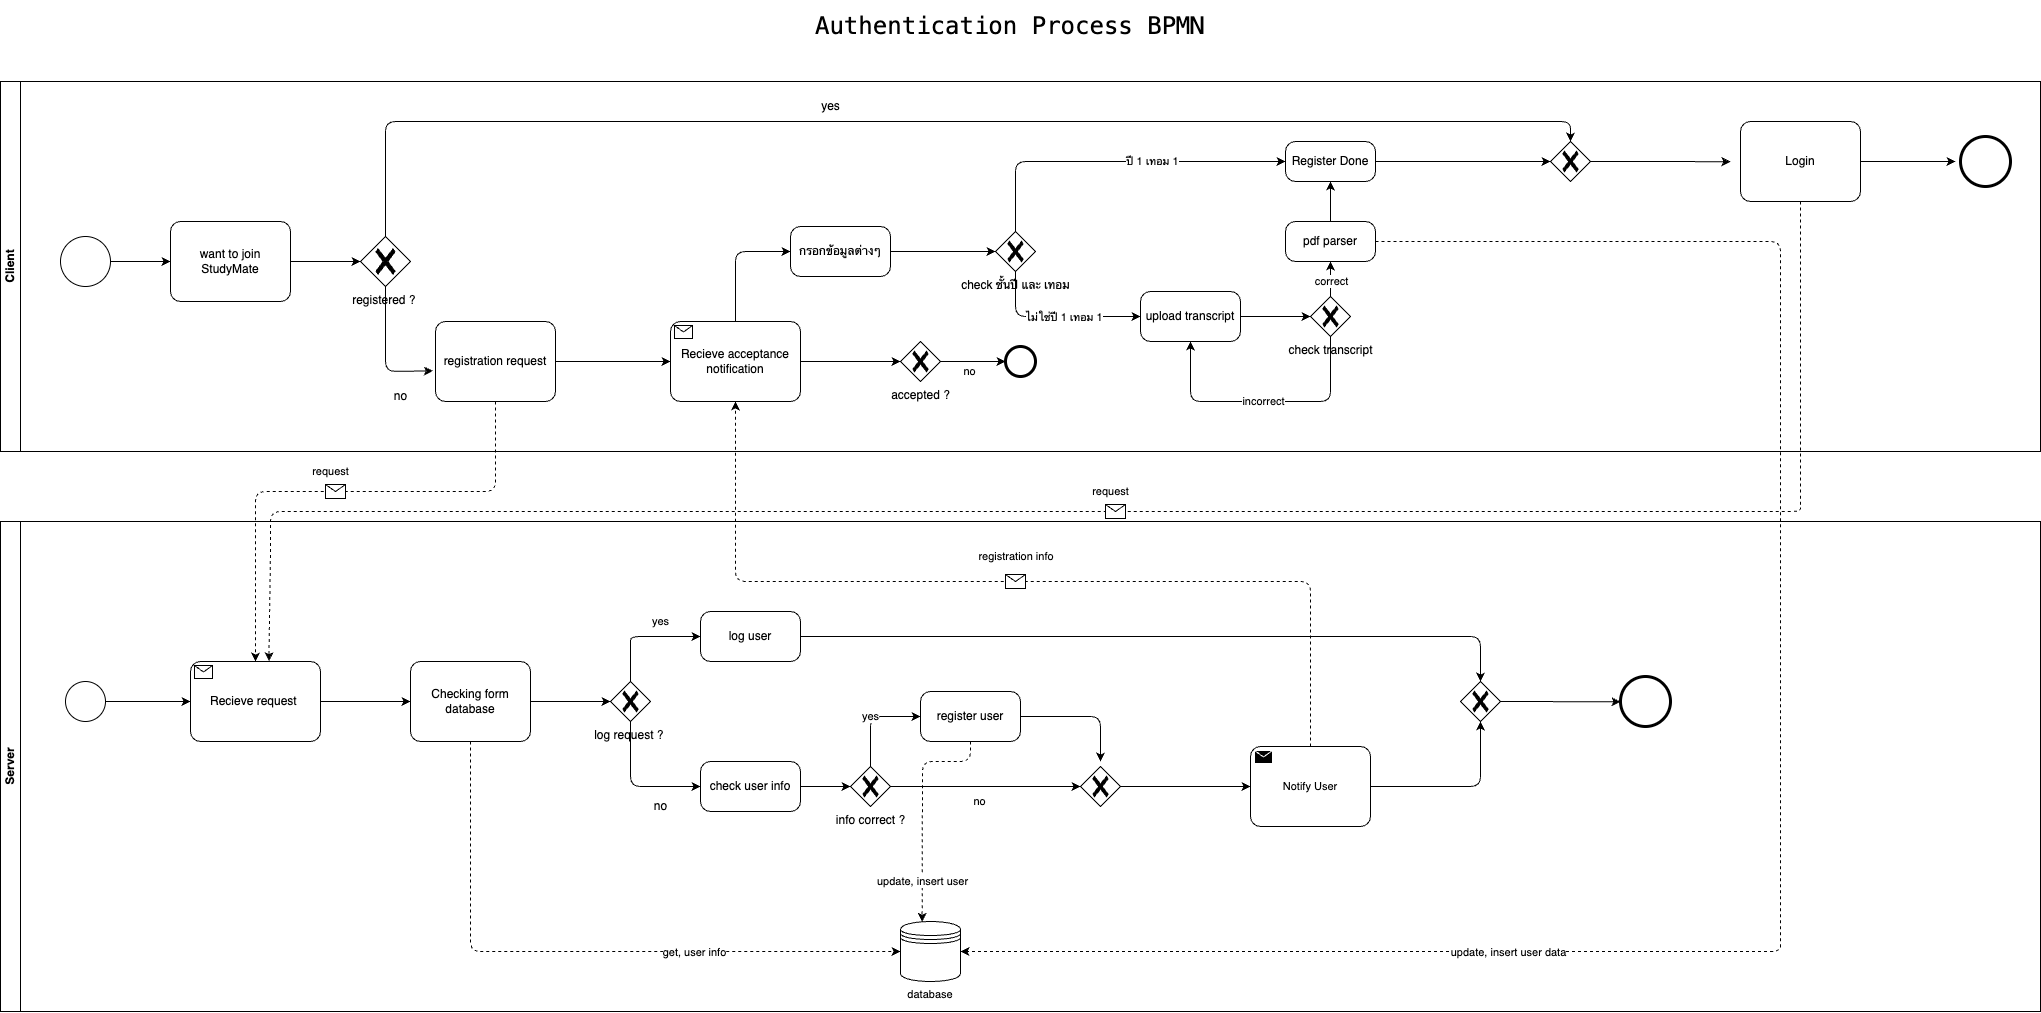 Authentication Process BPMN
Client
yes
ปี 1 เทอม 1
Register Done
Login
want to join
StudyMate
registered ?
กรอกข้อมูลต่างๆ
check ชั้นปี และ เทอม
pdf parser
correct
ไม่ใช่ปี 1 เทอม 1
upload transcript
check transcript
incorrect
no
registration request
Recieve acceptance
notification
accepted ?
no
request
request
Server
registration info
yes
log user
Recieve request
Checking form
database
log request ?
yes
register user
no
check user info
info correct ?
no
Notify User
update, insert user
get, user info
update, insert user data
database